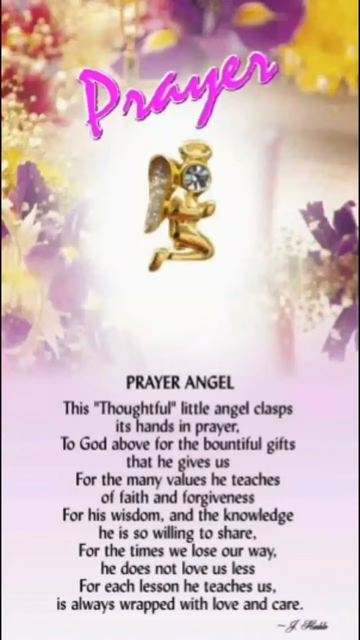 Prayer
PRAYER ANGEL
This "Thoughtful" little angel clasps
its hands in prayer,
To God above for the bountiful gifts
that he gives us
For the many values he teaches
of faith and forgiveness
For his wisdom, and the knowledge
he is so willing to share,
For the times we lose our way,
he does not love us less
For each lesson he teaches us,
is always wrapped with love and care.
~ J.